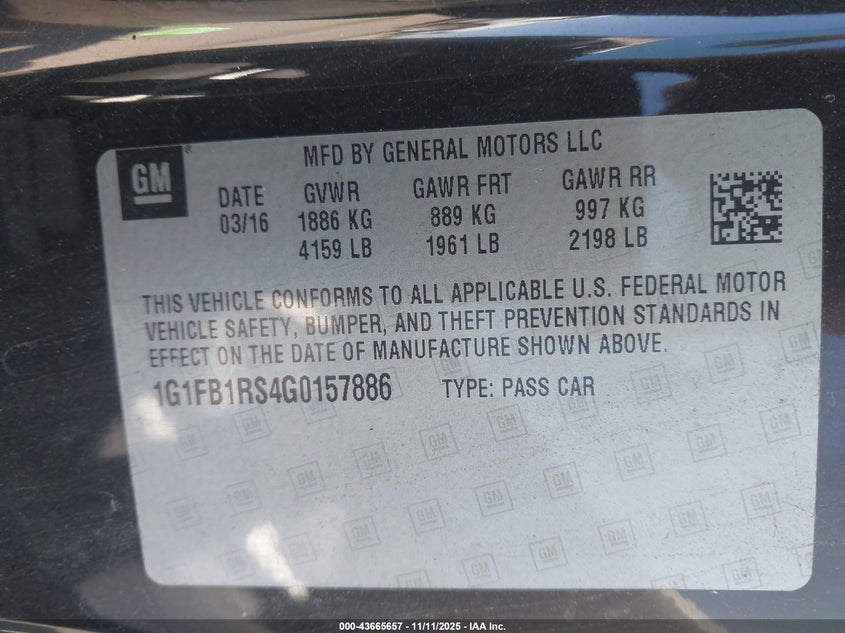 GM
MFD BY GENERAL MOTORS LLC
DATE GVWR GAWR FRT GAWR RR
03/16 1886 KG 889 KG 997 KG
4159 LB 1961 LB 2198 LB
THIS VEHICLE CONFORMS TO ALL APPLICABLE U.S. FEDERAL MOTOR
VEHICLE SAFETY, BUMPER, AND THEFT PREVENTION STANDARDS IN
EFFECT ON THE DATE OF MANUFACTURE SHOWN ABOVE.
1G1FB1RS4G0157886 TYPE: PASS CAR
000-43665657 - 11/11/2025 - IAA Inc.